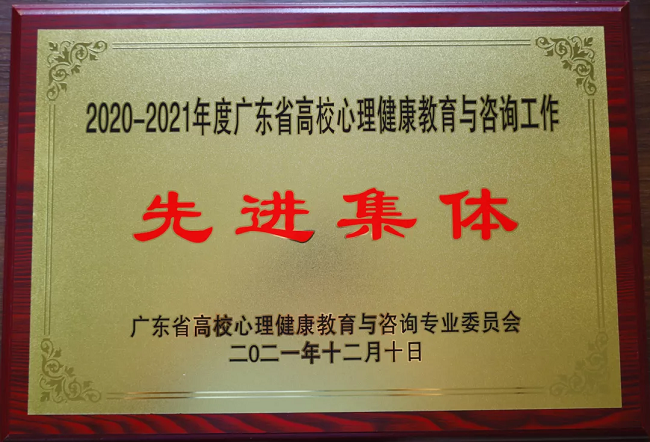 2020-2021年度广东省高校心理健康教育与咨询工作
先进集体
广东省高校心理健康教育与咨询专业委员会
二〇二一年十二月十日